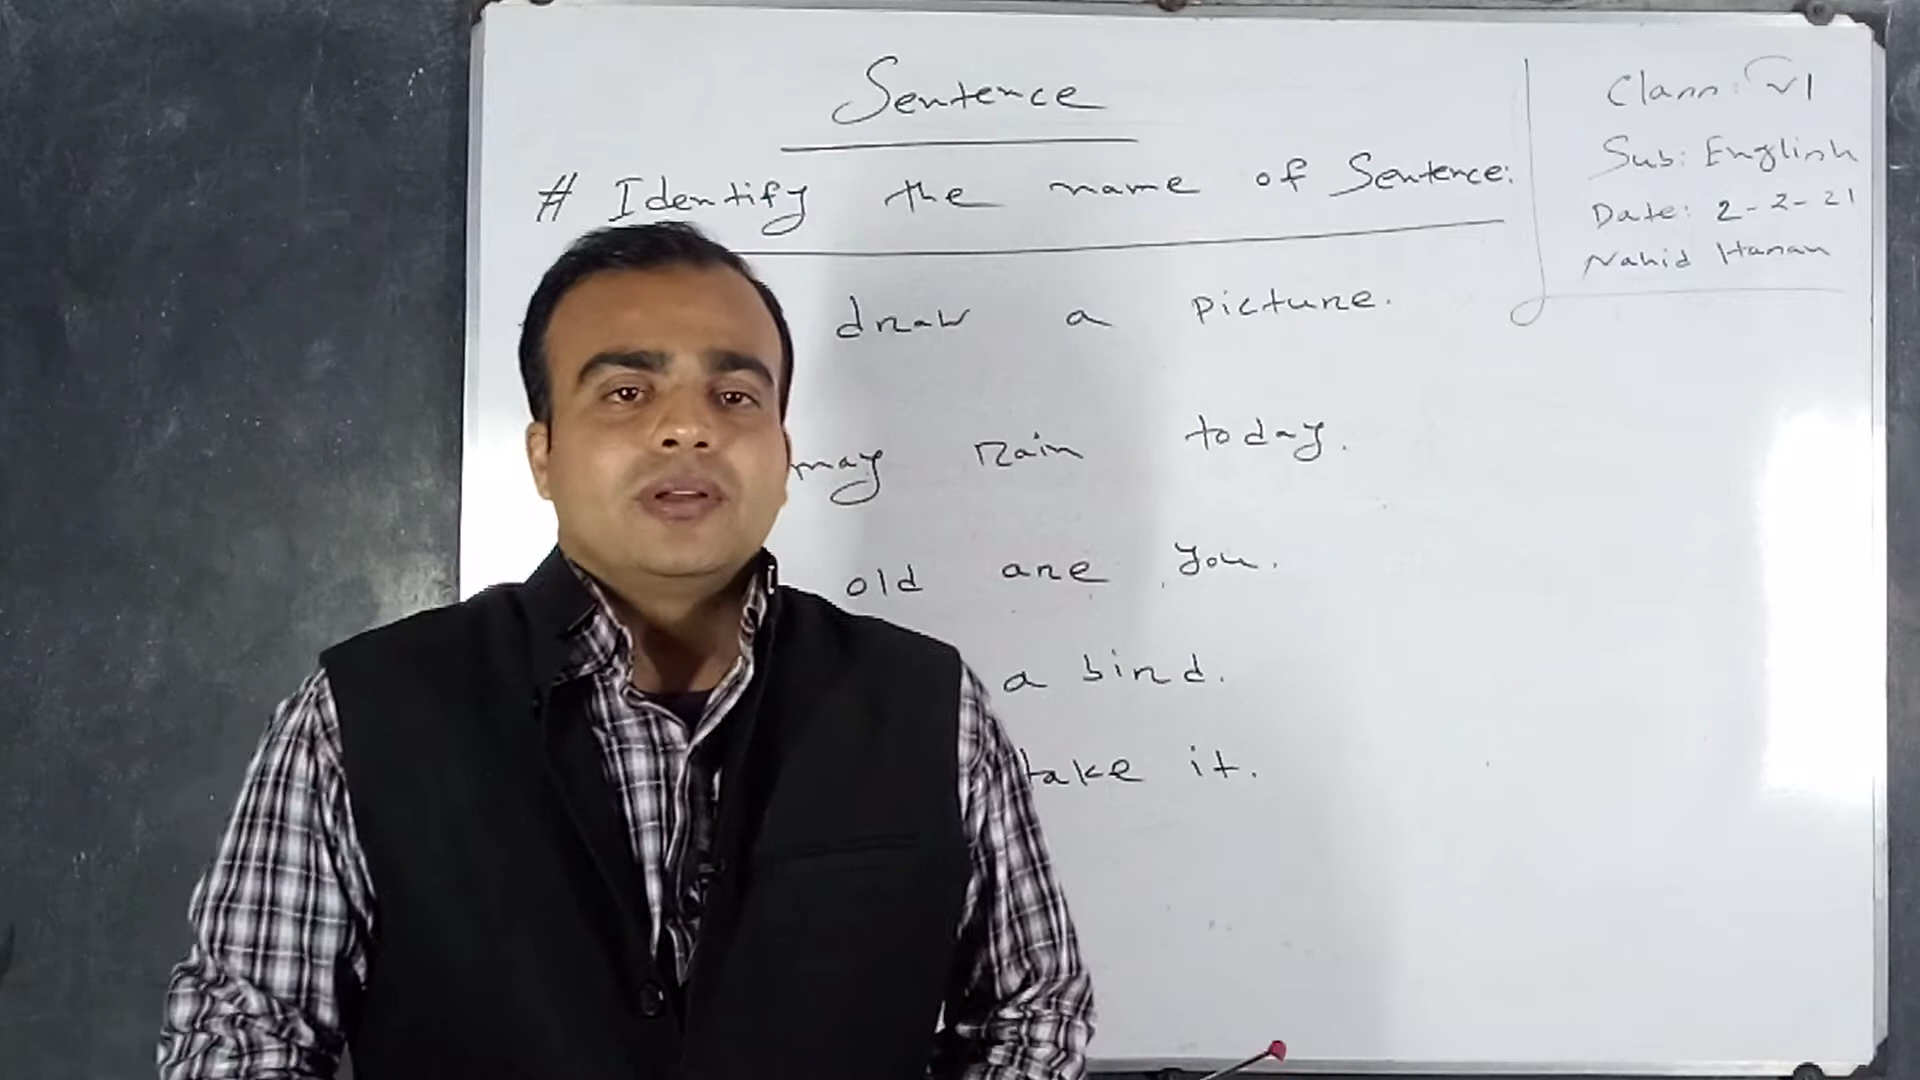 Sentence
# Identify the name of Sentence:
draw a picture.
may rain today.
old are you.
a bird.
take it.
Class: VI
Sub: English
Date: 2-2-21
Nahid Hasan